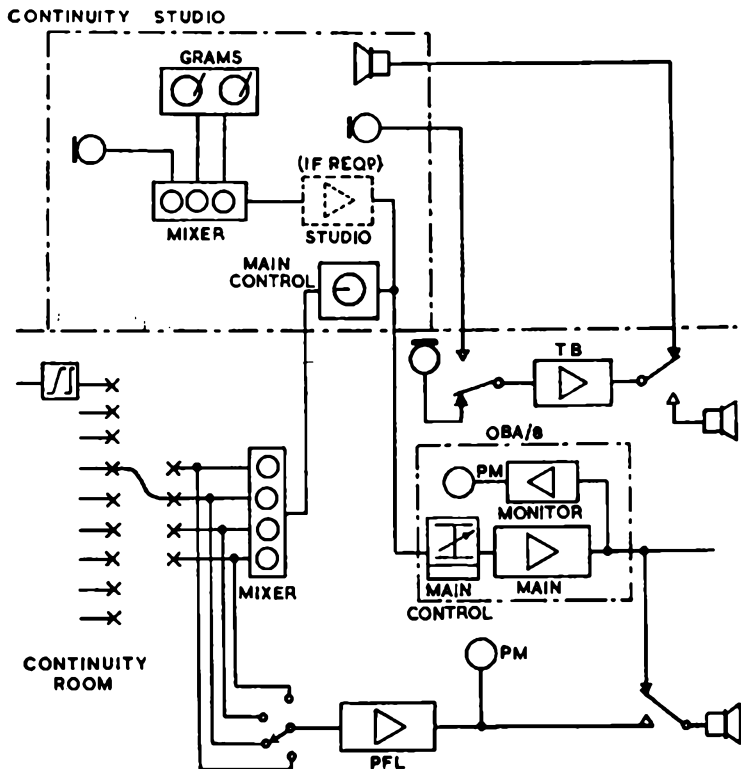 CONTINUITY STUDIO
GRAMS
(IF REQP)
MIXER
STUDIO
MAIN
CONTROL
TB
OBA/8
PM
MONITOR
MAIN
CONTROL
MAIN
MIXER
CONTINUITY
ROOM
PM
PFL